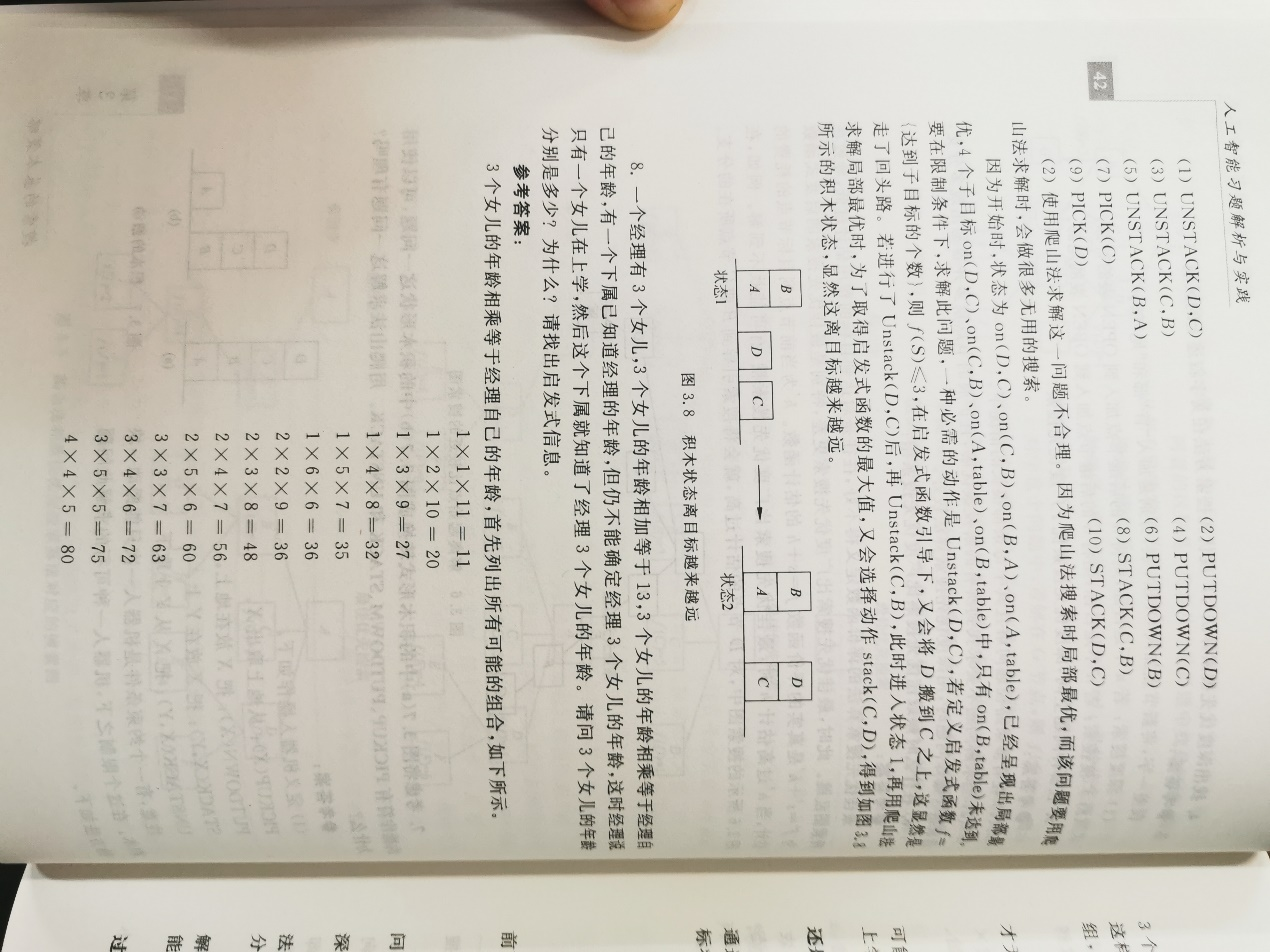 人工智能习题解析与实践
42
(1) UNSTACK(D,C) (2) PUTDOWN(D)
(3) UNSTACK(C,B) (4) PUTDOWN(C)
(5) UNSTACK(B,A) (6) PUTDOWN(B)
(7) PICK(C) (8) STACK(C,B)
(9) PICK(D) (10) STACK(D,C)
(2) 使用爬山法求解这一问题不合理。因为爬山法搜索时局部最优,而该问题要用爬
山法求解时,会做很多无用的搜索。
因为开始时,状态为 on(D,C)、on(C,B)、on(B,A)、on(A,table),已经呈现出局部最
优,4 个子目标 on(D,C)、on(C,B)、on(A,table)、on(B,table)中,只有 on(B,table)未达到。
要在限制条件下,求解此问题,一种必需的动作是 Unstack(D,C),若定义启发式函数 f=
{达到子目标的个数},则 f(S)≤3,在启发式函数引导下,又会将 D 搬到 C 之上,这显然是
走了回头路。若进行了 Unstack(D,C)后,再 Unstack(C,B),此时进入状态 1,再用爬山法
求解局部最优时,为了取得启发式函数的最大值,又会选择动作 stack(C,D),得到如图 3.8
所示的积木状态,显然这离目标越来越远。
B
A D C
状态1
B D
A C
状态2
图 3.8 积木状态离目标越来越远
8. 一个经理有 3 个女儿,3 个女儿的年龄相加等于 13,3 个女儿的年龄相乘等于经理自
己的年龄,有一个下属已知道经理的年龄,但仍不能确定经理 3 个女儿的年龄,这时经理说
只有一个女儿在上学,然后这个下属就知道了经理 3 个女儿的年龄。请问 3 个女儿的年龄
分别是多少?为什么?请找出启发式信息。
参考答案:
3 个女儿的年龄相乘等于经理自己的年龄,首先列出所有可能的组合,如下所示。
1×1×11=11
1×2×10=20
1×3×9=27
1×4×8=32
1×5×7=35
1×6×6=36
2×2×9=36
2×3×8=48
2×4×7=56
2×5×6=60
3×3×7=63
3×4×6=72
3×5×5=75
4×4×5=80
3 个
这样
组,
才
可能
上学
还
通过
标
前
问
深
法
分
解
能
过